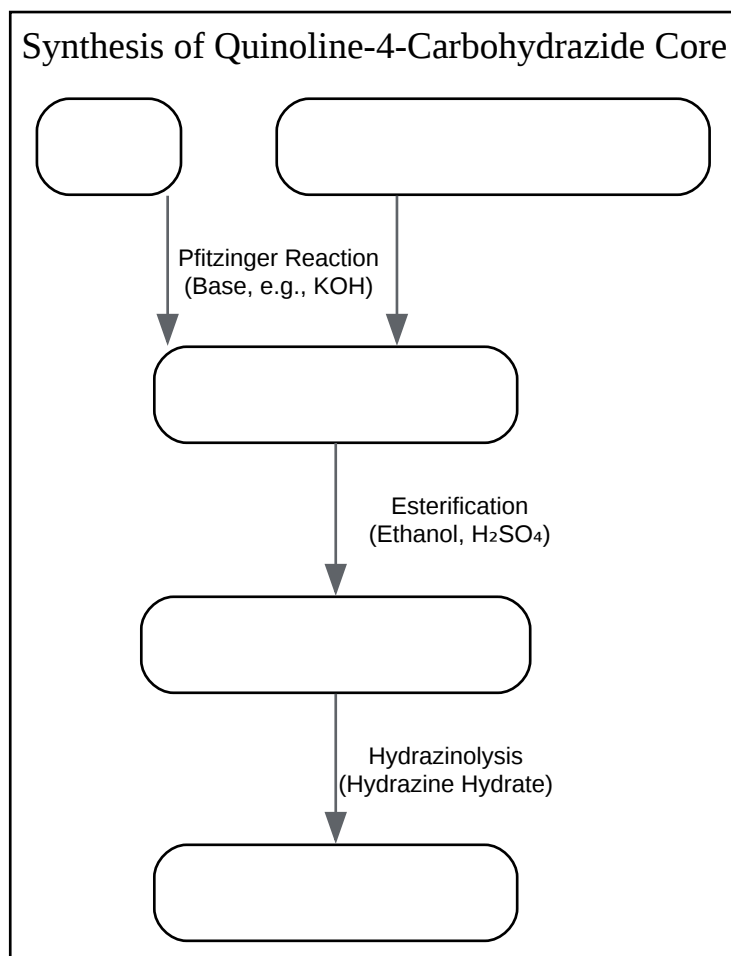 Synthesis of Quinoline-4-Carbohydrazide Core
Pfitzinger Reaction
(Base, e.g., KOH)
Esterification
(Ethanol, H₂SO₄)
Hydrazinolysis
(Hydrazine Hydrate)